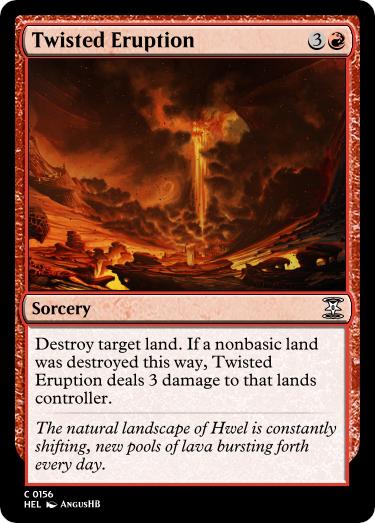 Twisted Eruption 3
Sorcery
Destroy target land. If a nonbasic land
was destroyed this way, Twisted
Eruption deals 3 damage to that lands
controller.
The natural landscape of Hwel is constantly
shifting, new pools of lava bursting forth
every day.
C 0156
HEL AngusHB